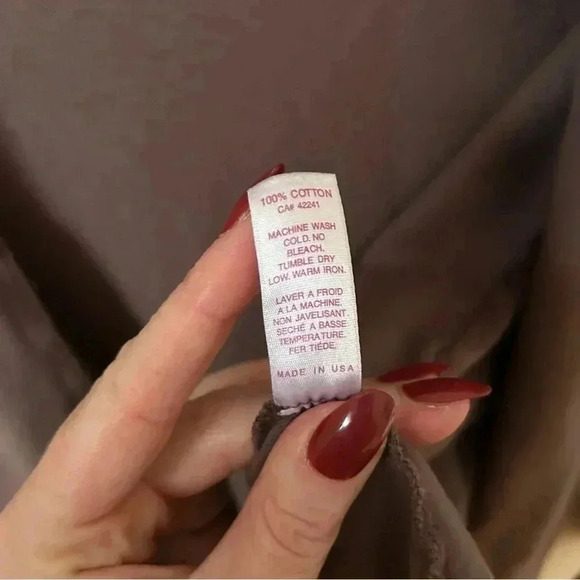 100% COTTON
CA# 42241
MACHINE WASH
COLD. NO
BLEACH.
TUMBLE DRY
LOW. WARM IRON.
LAVER A FROID
A LA MACHINE.
NON JAVELISANT.
SECHÉ A BASSE
TEMPERATURE.
FER TIÉDE.
MADE IN USA